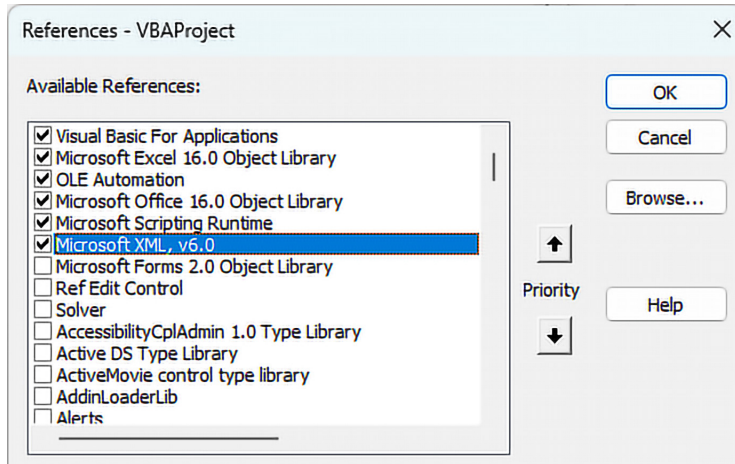 References - VBAProject
Available References:
OK
Visual Basic For Applications
Cancel
Microsoft Excel 16.0 Object Library
OLE Automation
Microsoft Office 16.0 Object Library
Browse...
Microsoft Scripting Runtime
Microsoft XML, v6.0
Microsoft Forms 2.0 Object Library
Ref Edit Control
Priority
Solver
Help
AccessibilityCplAdmin 1.0 Type Library
Active DS Type Library
ActiveMovie control type library
AddinLoaderLib
Alerts